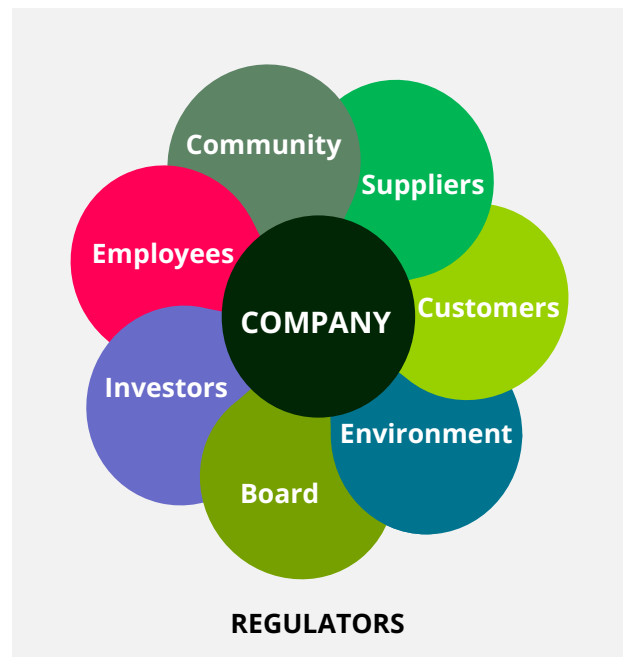 Community
Suppliers
Employees
COMPANY
Customers
Investors
Environment
Board
REGULATORS